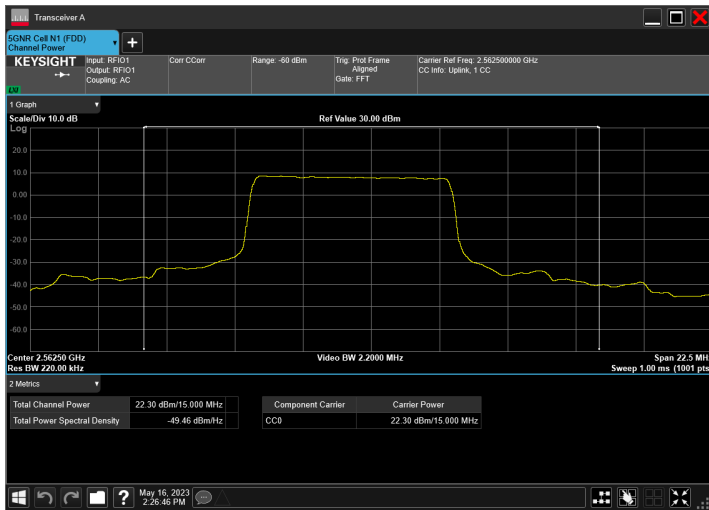 Transceiver A
5GNR Cell N1 (FDD)
Channel Power
KEYSIGHT
LXI
Input: RFIO1
Output: RFIO1
Coupling: AC
Corr CCorr
Range: -60 dBm
Trig: Prot Frame
Aligned
Gate: FFT
Carrier Ref Freq: 2.562500000 GHz
CC Info: Uplink, 1 CC
1 Graph
Scale/Div 10.0 dB
Ref Value 30.00 dBm
Log
20.0
10.0
0.00
-10.0
-20.0
-30.0
-40.0
-50.0
-60.0
Center 2.56250 GHz
Video BW 2.2000 MHz
Span 22.5 MH
Res BW 220.00 kHz
Sweep 1.00 ms (1001 pts
2 Metrics
Total Channel Power 22.30 dBm/15.000 MHz
Total Power Spectral Density -49.46 dBm/Hz
Component Carrier Carrier Power
CC0 22.30 dBm/15.000 MHz
?
May 16, 2023
2:26:46 PM